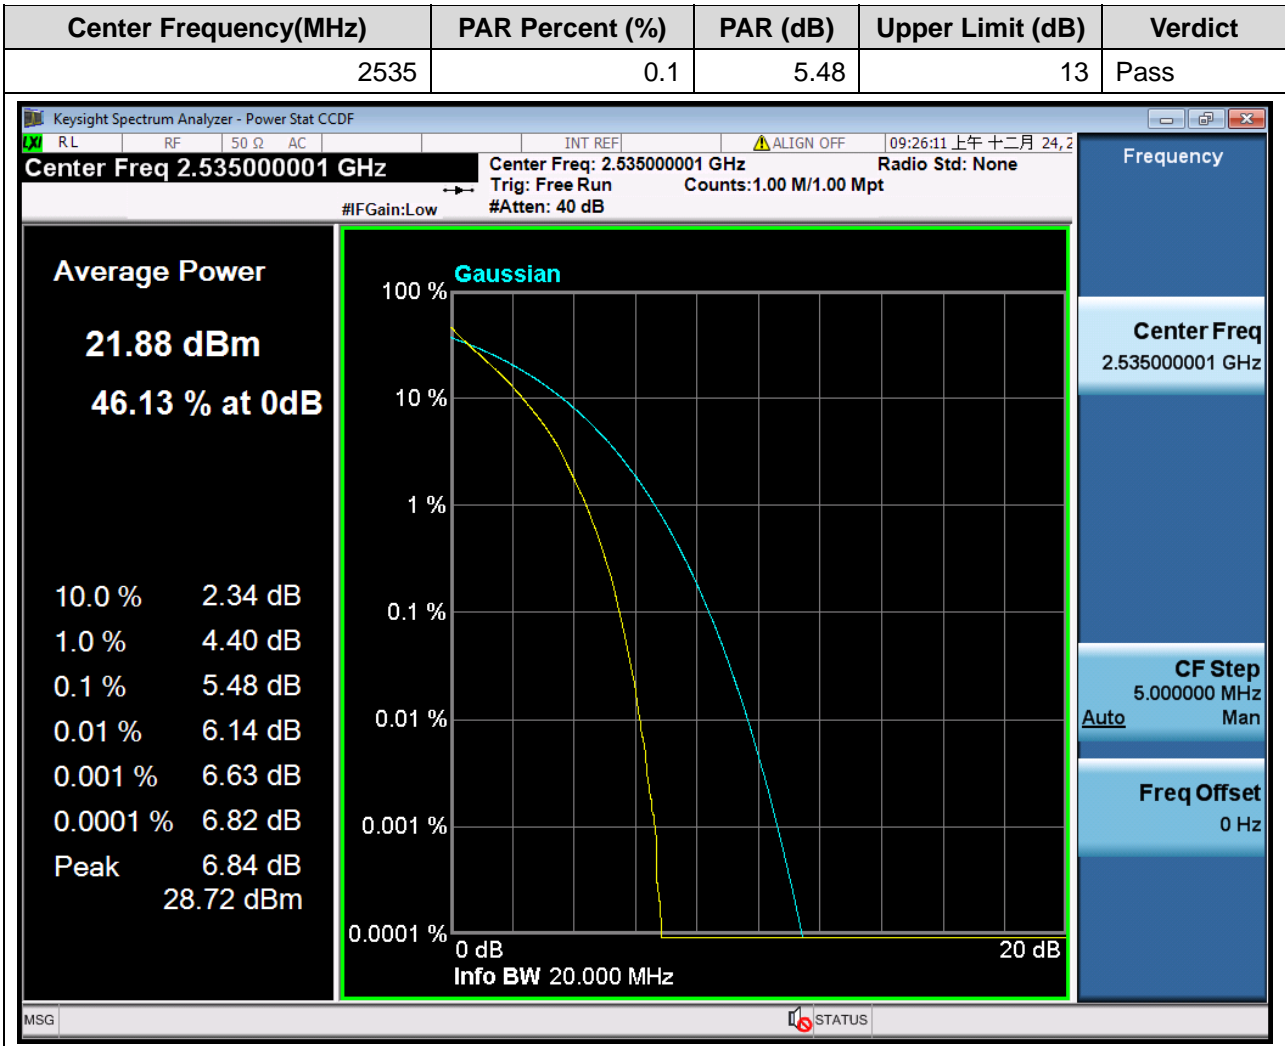 Center Frequency(MHz) PAR Percent (%) PAR (dB) Upper Limit (dB) Verdict
2535 0.1 5.48 13 Pass
Keysight Spectrum Analyzer - Power Stat CCDF
LXI RL RF 50 Ω AC INT REF ALIGN OFF 09:26:11 上午 十二月 24, 2
Center Freq 2.535000001 GHz
Center Freq: 2.535000001 GHz Radio Std: None
Trig: Free Run Counts:1.00 M/1.00 Mpt
#IFGain:Low #Atten: 40 dB
Frequency
Average Power
21.88 dBm
46.13 % at 0dB
10.0 % 2.34 dB
1.0 % 4.40 dB
0.1 % 5.48 dB
0.01 % 6.14 dB
0.001 % 6.63 dB
0.0001 % 6.82 dB
Peak 6.84 dB
28.72 dBm
Gaussian
100 %
10 %
1 %
0.1 %
0.01 %
0.001 %
0.0001 %
0 dB 20 dB
Info BW 20.000 MHz
Center Freq
2.535000001 GHz
CF Step
5.000000 MHz
Auto Man
Freq Offset
0 Hz
MSG STATUS